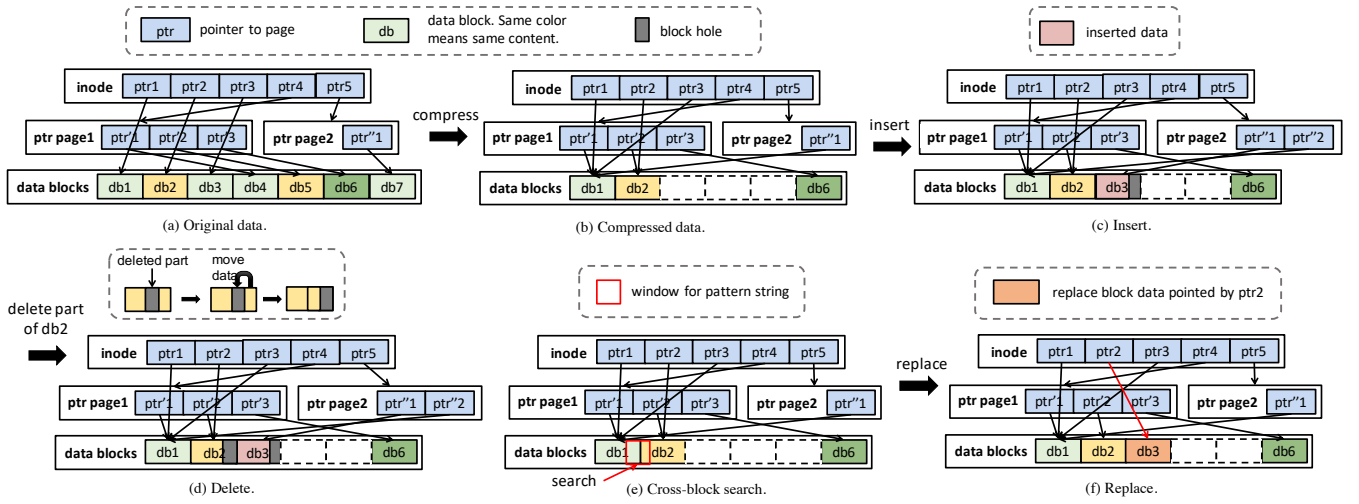 ptr pointer to page
db data block. Same color
means same content.
block hole
inserted data
inode ptr1 ptr2 ptr3 ptr4 ptr5
ptr page1 ptr'1 ptr'2 ptr'3 ptr page2 ptr''1
data blocks db1 db2 db3 db4 db5 db6 db7
(a) Original data.
compress
inode ptr1 ptr2 ptr3 ptr4 ptr5
ptr page1 ptr'1 ptr'2 ptr'3 ptr page2 ptr''1
data blocks db1 db2 db6
(b) Compressed data.
insert
inode ptr1 ptr2 ptr3 ptr4 ptr5
ptr page1 ptr'1 ptr'2 ptr'3 ptr page2 ptr''1 ptr''2
data blocks db1 db2 db3 db6
(c) Insert.
delete part
of db2
deleted part
move
data
inode ptr1 ptr2 ptr3 ptr4 ptr5
ptr page1 ptr'1 ptr'2 ptr'3 ptr page2 ptr''1 ptr''2
data blocks db1 db2 db3 db6
(d) Delete.
window for pattern string
inode ptr1 ptr2 ptr3 ptr4 ptr5
ptr page1 ptr'1 ptr'2 ptr'3 ptr page2 ptr''1
data blocks db1 db2 db6
search
(e) Cross-block search.
replace
replace block data pointed by ptr2
inode ptr1 ptr2 ptr3 ptr4 ptr5
ptr page1 ptr'1 ptr'2 ptr'3 ptr page2 ptr''1
data blocks db1 db2 db3 db6
(f) Replace.